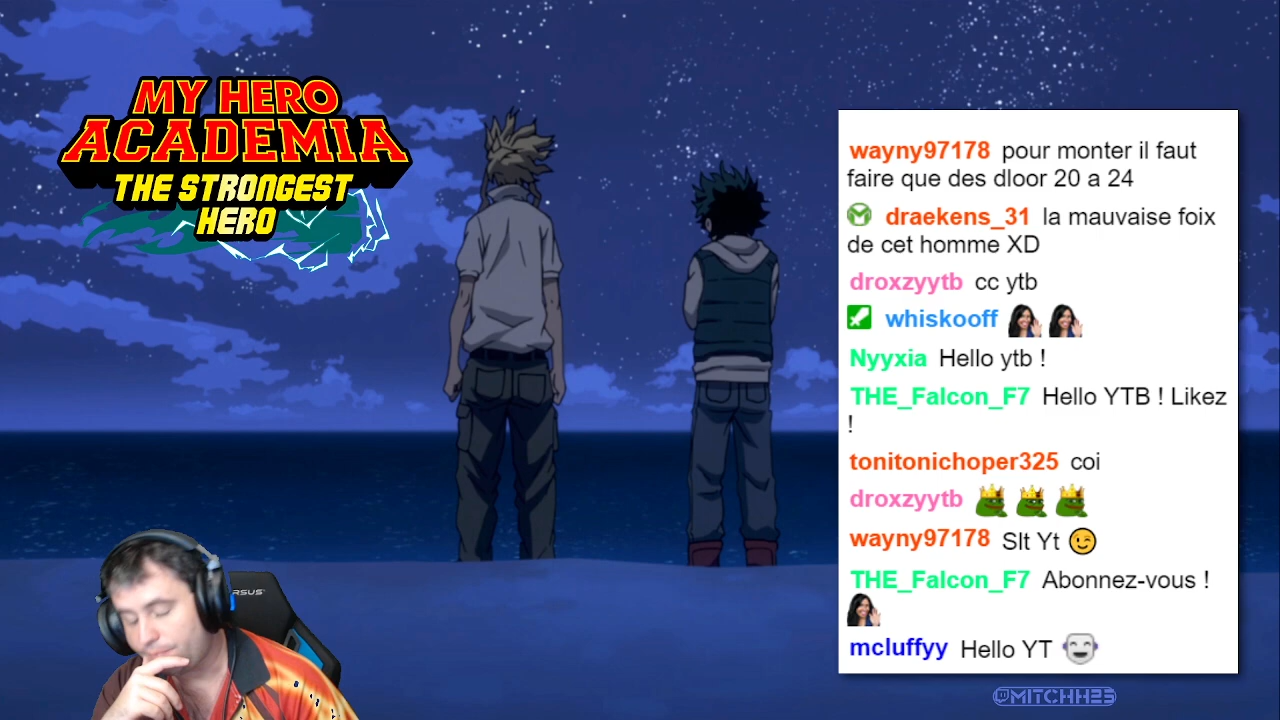 MY HERO
ACADEMIA
THE STRONGEST
HERO
wayny97178 pour monter il faut
faire que des dloor 20 a 24
draekens_31 la mauvaise foix
de cet homme XD
droxzyytb cc ytb
whiskooff
Nyyxia Hello ytb !
THE_Falcon_F7 Hello YTB ! Likez
!
tonitonichoper325 coi
droxzyytb
wayny97178 Slt Yt 😉
THE_Falcon_F7 Abonnez-vous !
mcluffyy Hello YT
RSUS
@MITCHH25